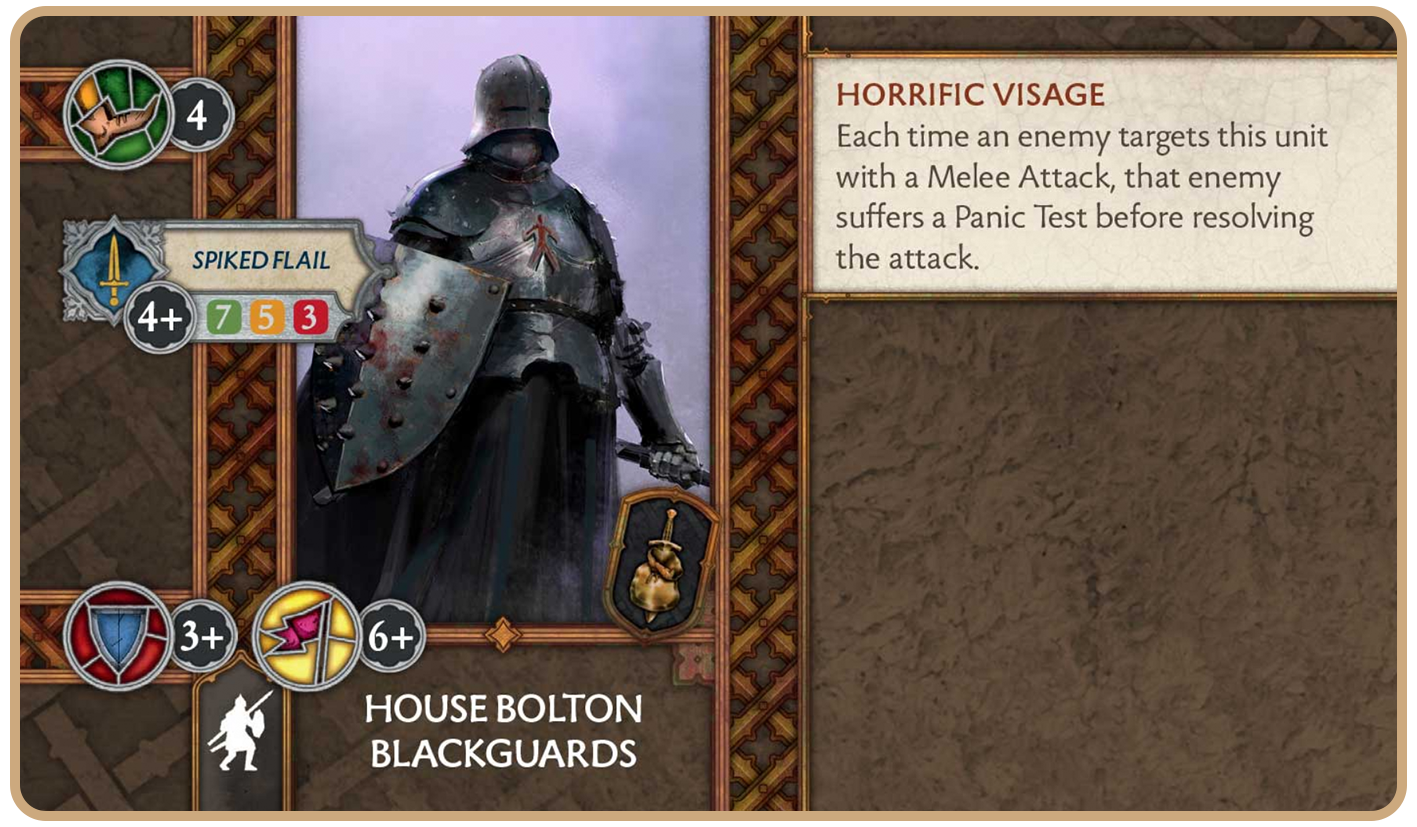 4
SPIKED FLAIL
4+ 7 5 3
3+ 6+
HOUSE BOLTON
BLACKGUARDS
HORRIFIC VISAGE
Each time an enemy targets this unit
with a Melee Attack, that enemy
suffers a Panic Test before resolving
the attack.